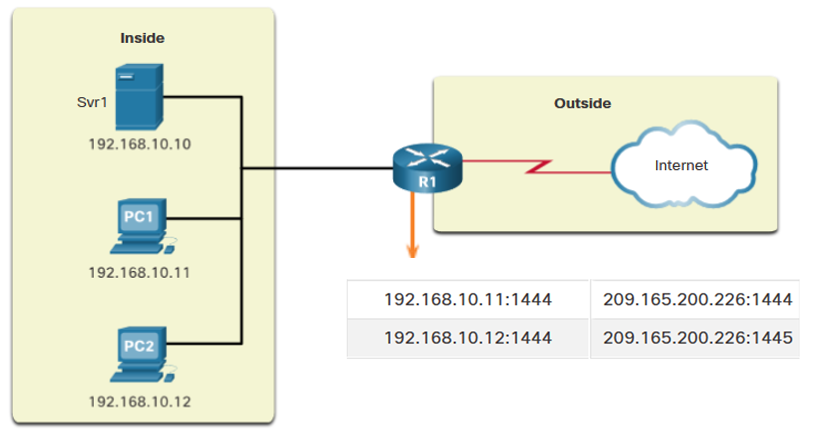 Inside
Svr1
192.168.10.10
PC1
192.168.10.11
PC2
192.168.10.12
Outside
Internet
R1
192.168.10.11:1444 209.165.200.226:1444
192.168.10.12:1444 209.165.200.226:1445